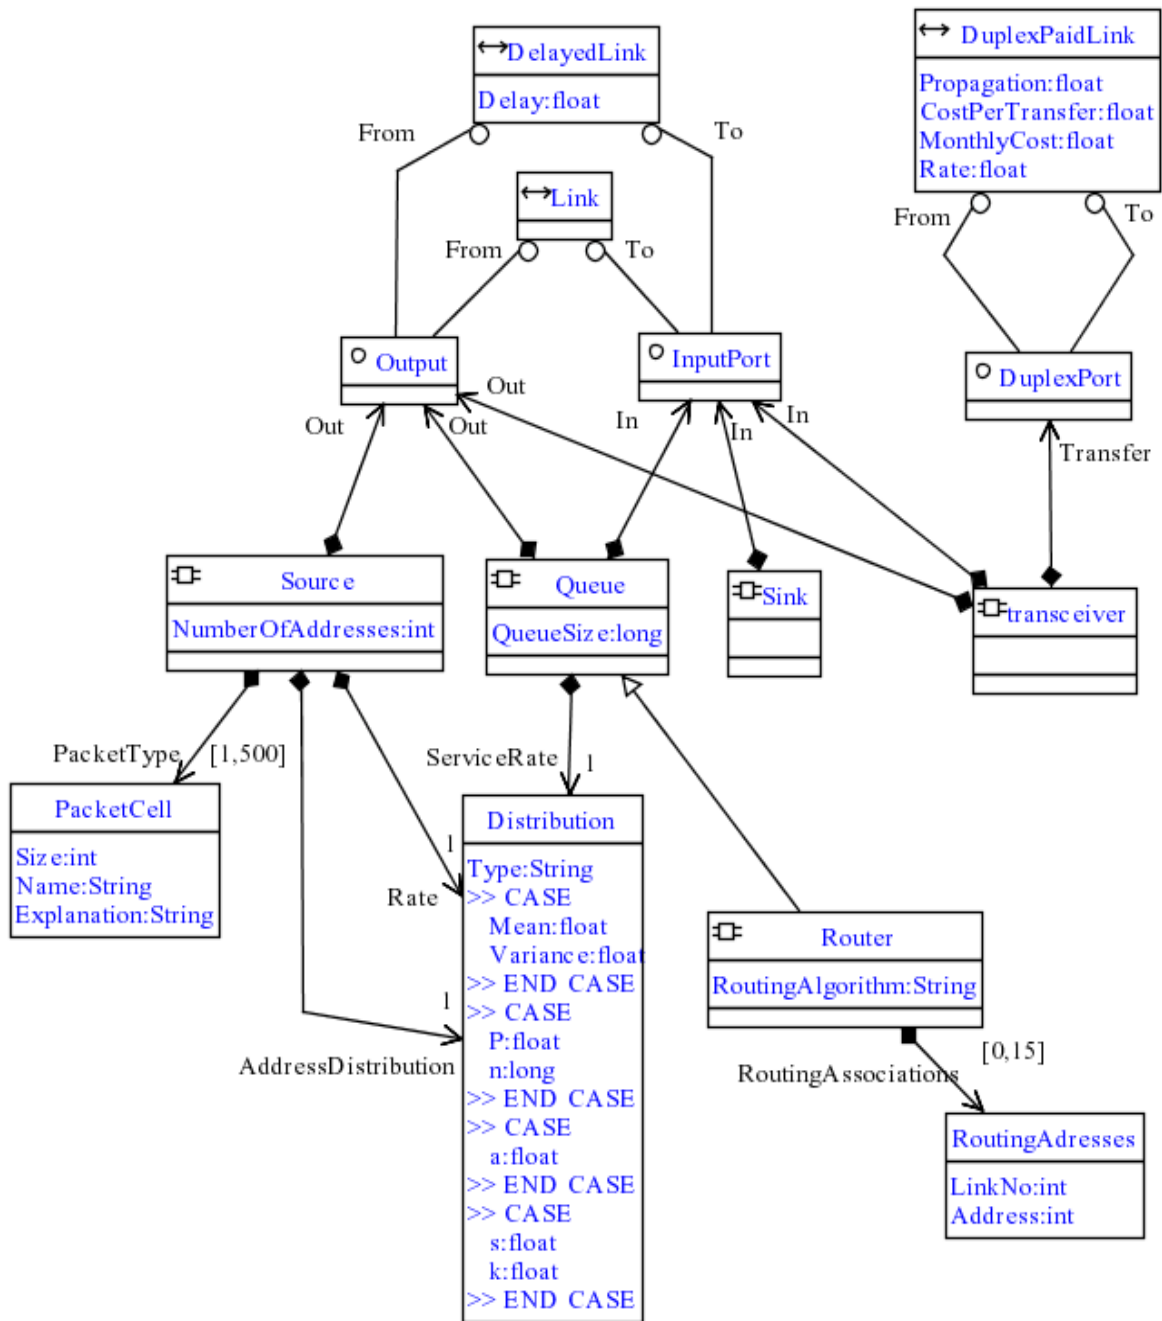 DelayedLink
Delay:float
DuplexPaidLink
Propagation:float
CostPerTransfer:float
MonthlyCost:float
Rate:float
From
To
Link
From
To
From
To
Output
InputPort
DuplexPort
Out
Out
Out
In
In
In
Transfer
Source
NumberOfAddresses:int
Queue
QueueSize:long
Sink
transceiver
PacketType
[1,500]
ServiceRate
1
PacketCell
Size:int
Name:String
Explanation:String
1
Rate
1
AddressDistribution
Distribution
Type:String
>> CASE
Mean:float
Variance:float
>> END CASE
>> CASE
P:float
n:long
>> END CASE
>> CASE
a:float
>> END CASE
>> CASE
s:float
k:float
>> END CASE
Router
RoutingAlgorithm:String
RoutingAssociations
[0,15]
RoutingAdresses
LinkNo:int
Address:int